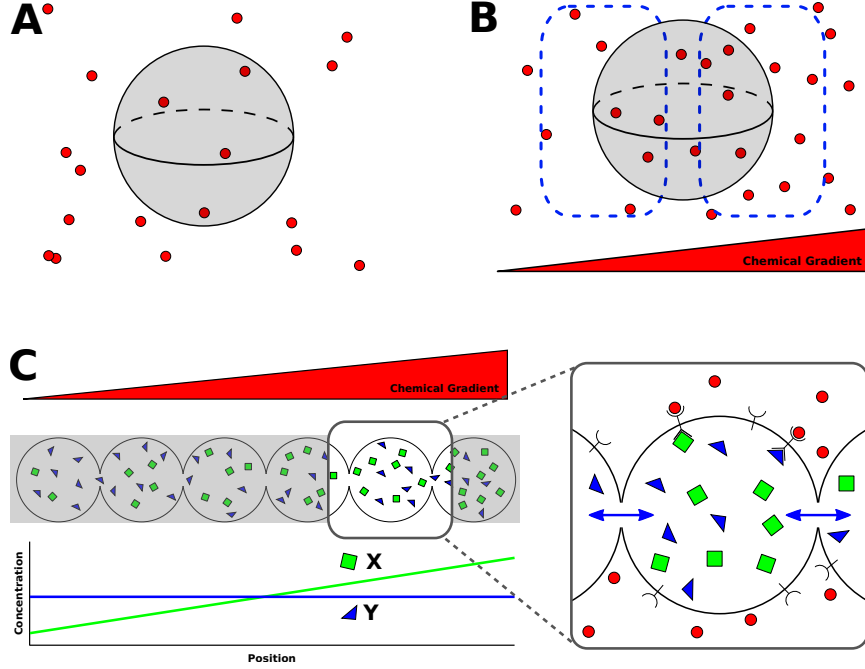 A
B
Chemical Gradient
C
Chemical Gradient
X
Y
Concentration
Position